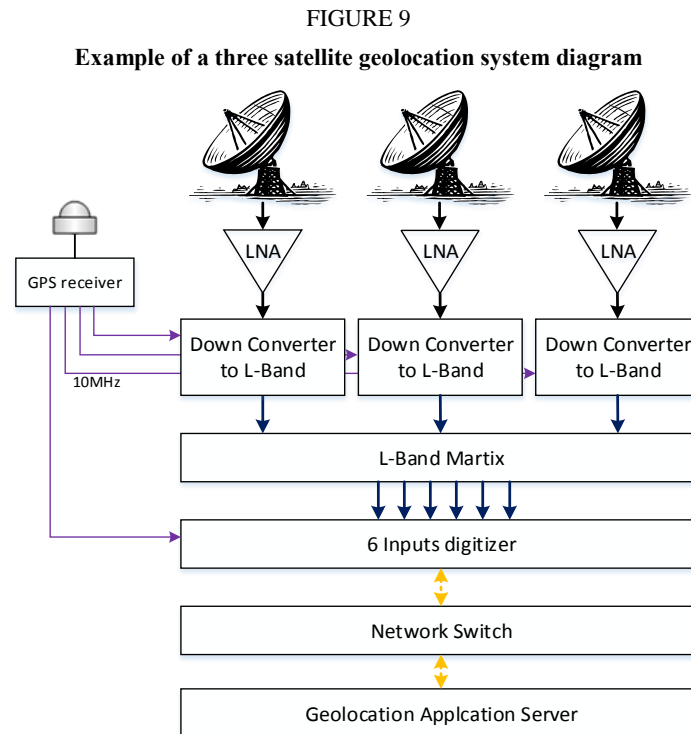 FIGURE 9
Example of a three satellite geolocation system diagram
LNA
LNA
LNA
GPS receiver
Down Converter
to L-Band
Down Converter
to L-Band
Down Converter
to L-Band
10MHz
L-Band Martix
6 Inputs digitizer
Network Switch
Geolocation Applcation Server